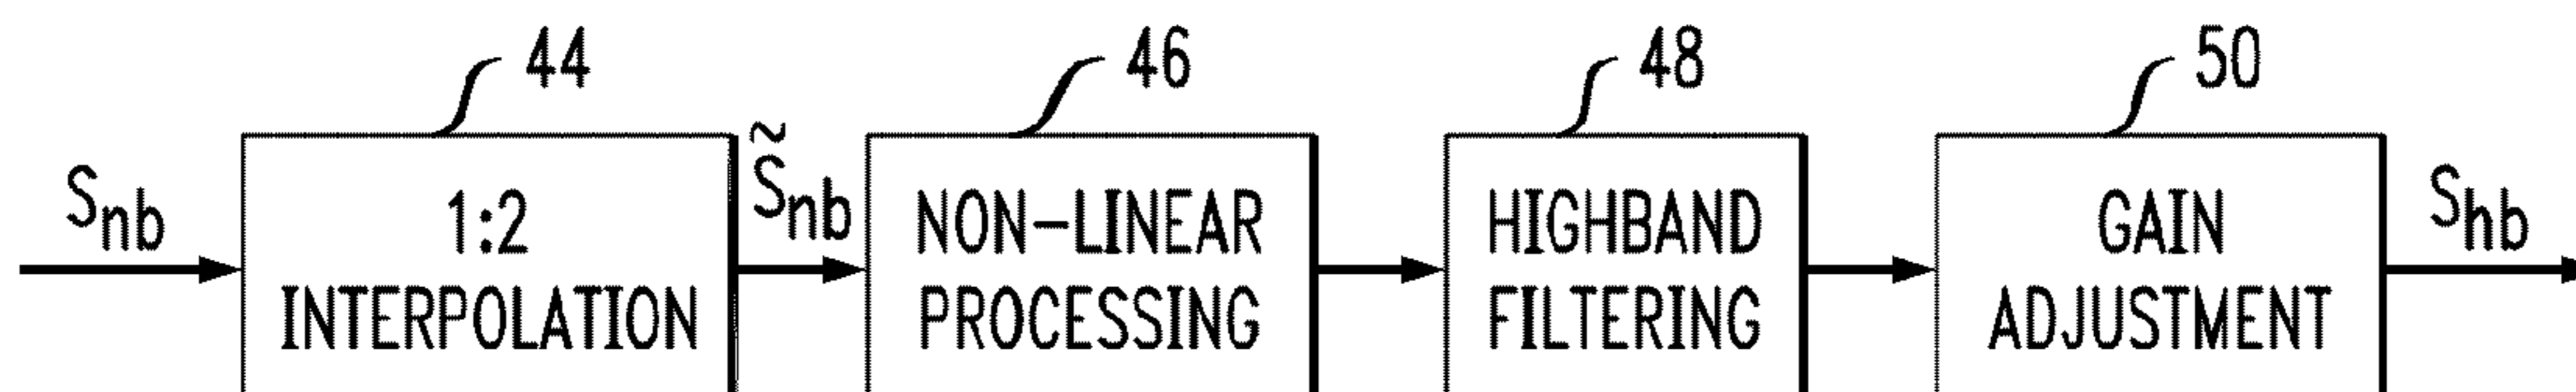 44 46 48 50
S_nb S̃_nb S_hb
1:2 NON-LINEAR HIGHBAND GAIN
INTERPOLATION PROCESSING FILTERING ADJUSTMENT